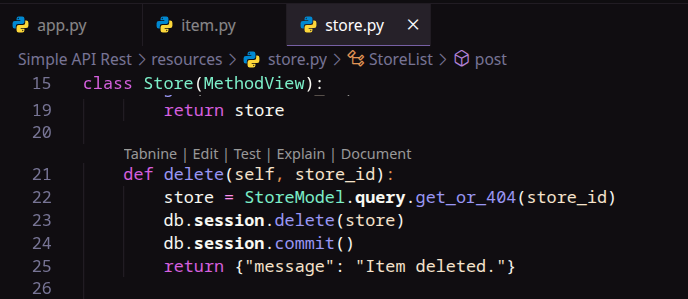 app.py item.py store.py ×
Simple API Rest > resources > store.py > StoreList > post
15 class Store(MethodView):
19 return store
20
Tabnine | Edit | Test | Explain | Document
21 def delete(self, store_id):
22 store = StoreModel.query.get_or_404(store_id)
23 db.session.delete(store)
24 db.session.commit()
25 return {"message": "Item deleted."}
26